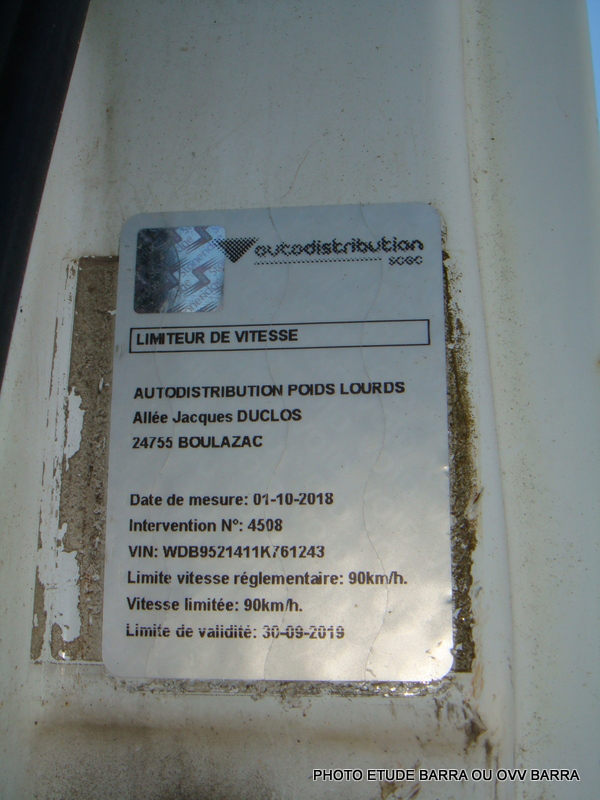 autodistribution
SOGC
LIMITEUR DE VITESSE
AUTODISTRIBUTION POIDS LOURDS
Allée Jacques DUCLOS
24755 BOULAZAC
Date de mesure: 01-10-2018
Intervention N°: 4508
VIN: WDB9521411K761243
Limite vitesse réglementaire: 90km/h.
Vitesse limitée: 90km/h.
Limite de validité: 30-09-2019
PHOTO ETUDE BARRA OU OVV BARRA